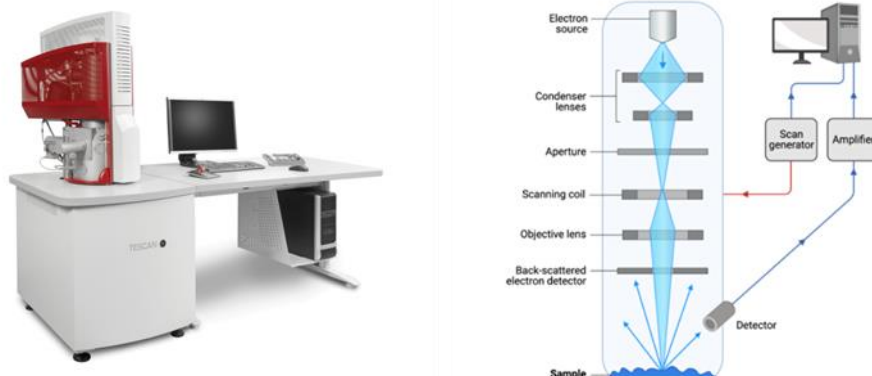 TESCAN
Electron
source
Condenser
lenses
Aperture
Scanning coil
Objective lens
Back-scattered
electron detector
Sample
Scan
generator
Amplifier
Detector